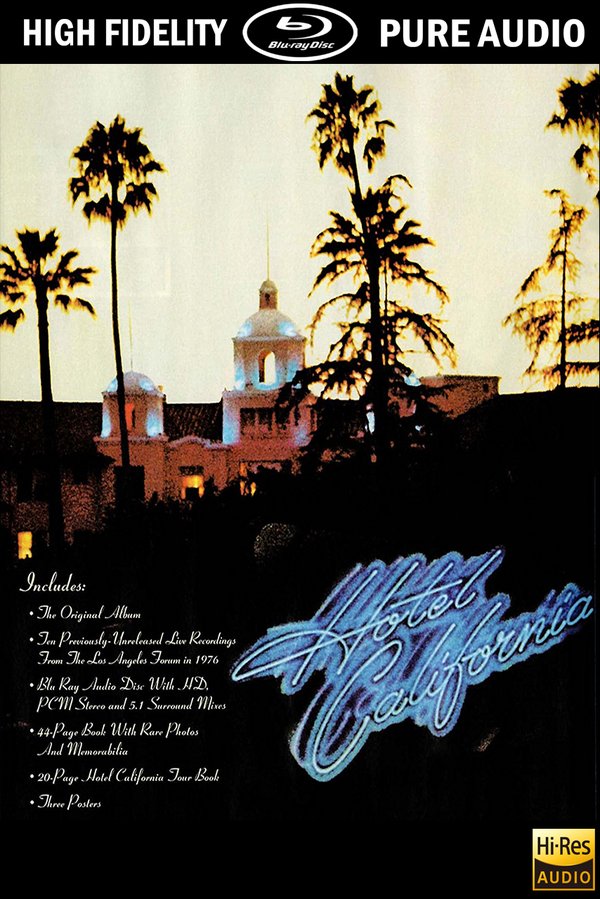 HIGH FIDELITY Blu-ray Disc PURE AUDIO
Includes:
• The Original Album
• Ten Previously-Unreleased Live Recordings
From The Los Angeles Forum in 1976
• Blu Ray Audio Disc With HD,
PCM Stereo and 5.1 Surround Mixes
• 44-Page Book With Rare Photos
And Memorabilia
• 20-Page Hotel California Tour Book
• Three Posters
Hotel
California
Hi-Res
AUDIO